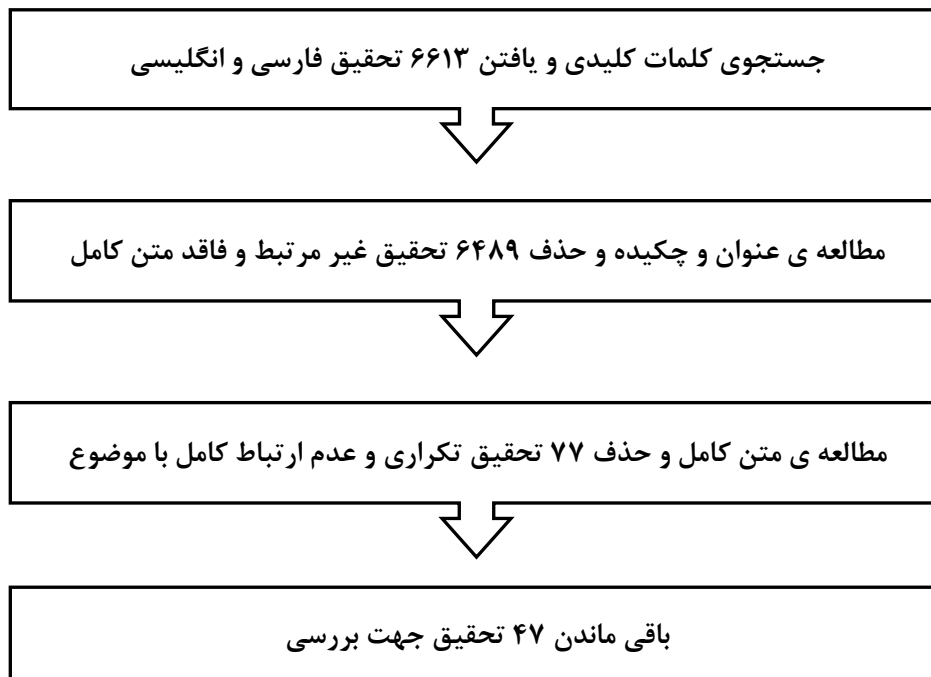 جستجوی کلمات کلیدی و یافتن ۶۶۱۳ تحقیق فارسی و انگلیسی
مطالعه ی عنوان و چکیده و حذف ۶۴۸۹ تحقیق غیر مرتبط و فاقد متن کامل
مطالعه ی متن کامل و حذف ۷۷ تحقیق تکراری و عدم ارتباط کامل با موضوع
باقی ماندن ۴۷ تحقیق جهت بررسی